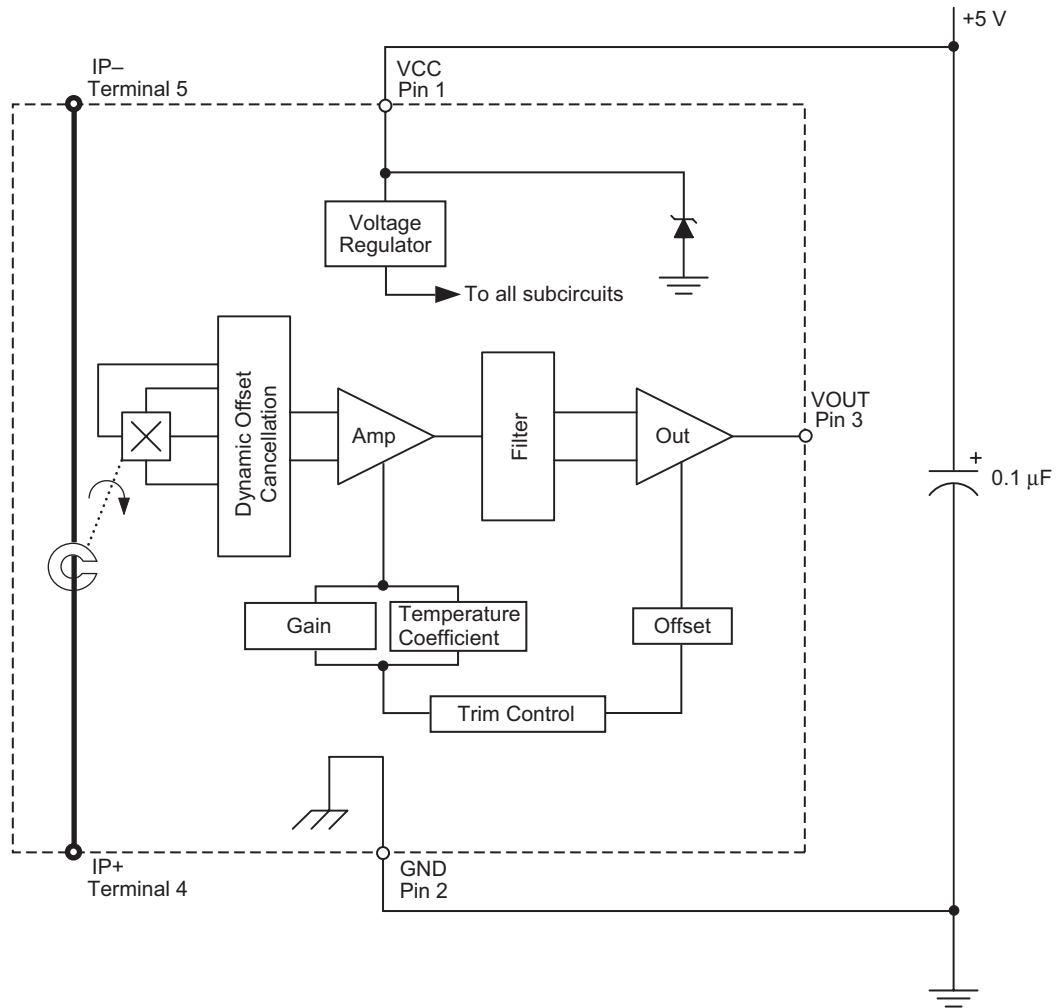 +5 V
IP–
Terminal 5
VCC
Pin 1
Voltage
Regulator
To all subcircuits
Dynamic Offset
Cancellation
Amp
Filter
Out
VOUT
Pin 3
+
0.1 μF
Gain
Temperature
Coefficient
Offset
Trim Control
IP+
Terminal 4
GND
Pin 2